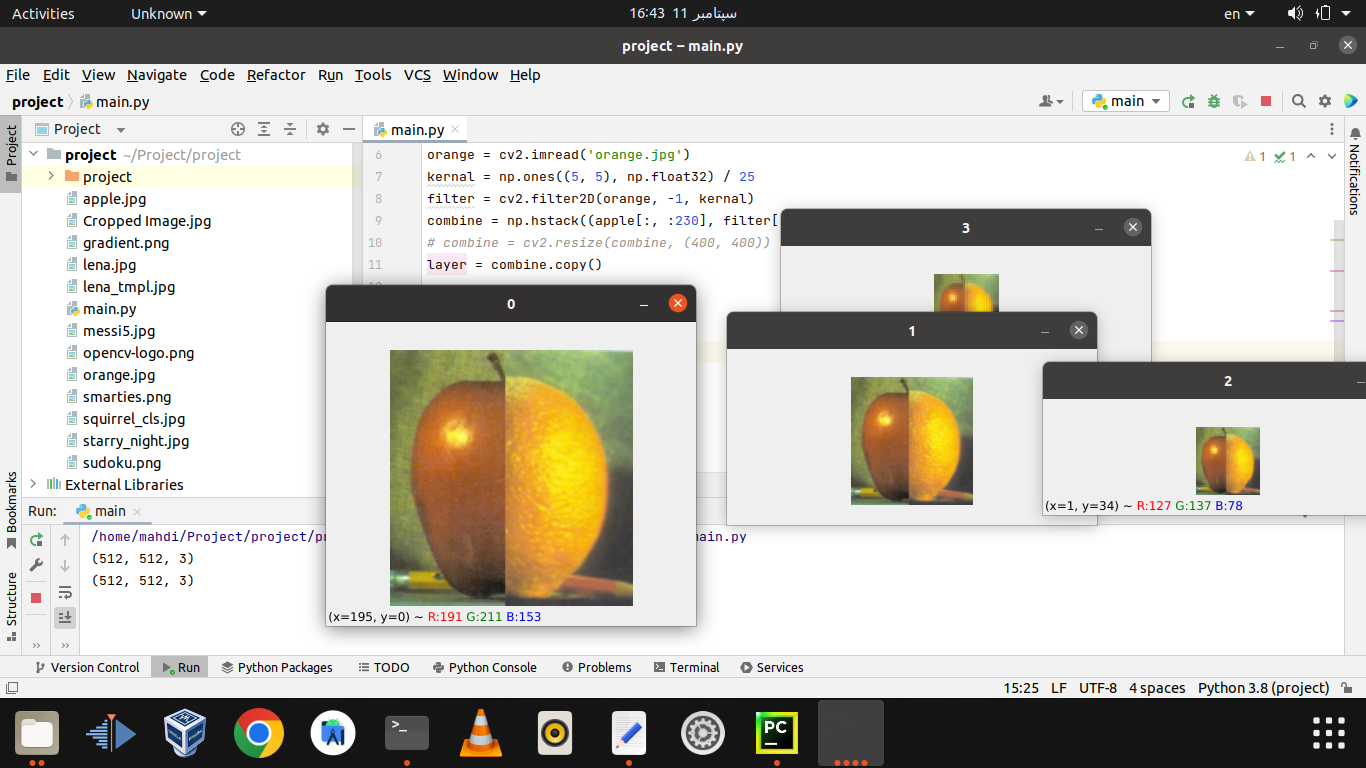 Activities
Unknown
16:43 11 سپتامبر
en
project – main.py
File Edit View Navigate Code Refactor Run Tools VCS Window Help
project main.py
main
Project
Project
main.py
Notifications
project ~/Project/project
project
apple.jpg
Cropped Image.jpg
gradient.png
lena.jpg
lena_tmpl.jpg
main.py
messi5.jpg
opencv-logo.png
orange.jpg
smarties.png
squirrel_cls.jpg
starry_night.jpg
sudoku.png
External Libraries
6 orange = cv2.imread('orange.jpg')
7 kernal = np.ones((5, 5), np.float32) / 25
8 filter = cv2.filter2D(orange, -1, kernal)
9 combine = np.hstack((apple[:, :230], filter[
10 # combine = cv2.resize(combine, (400, 400))
11 layer = combine.copy()
1 1
3
0
1
2
(x=195, y=0) ~ R:191 G:211 B:153
(x=1, y=34) ~ R:127 G:137 B:78
Bookmarks
Structure
Run: main
/home/mahdi/Project/project/pr
main.py
(512, 512, 3)
(512, 512, 3)
Version Control Run Python Packages TODO Python Console Problems Terminal Services
15:25 LF UTF-8 4 spaces Python 3.8 (project)
>_
PC